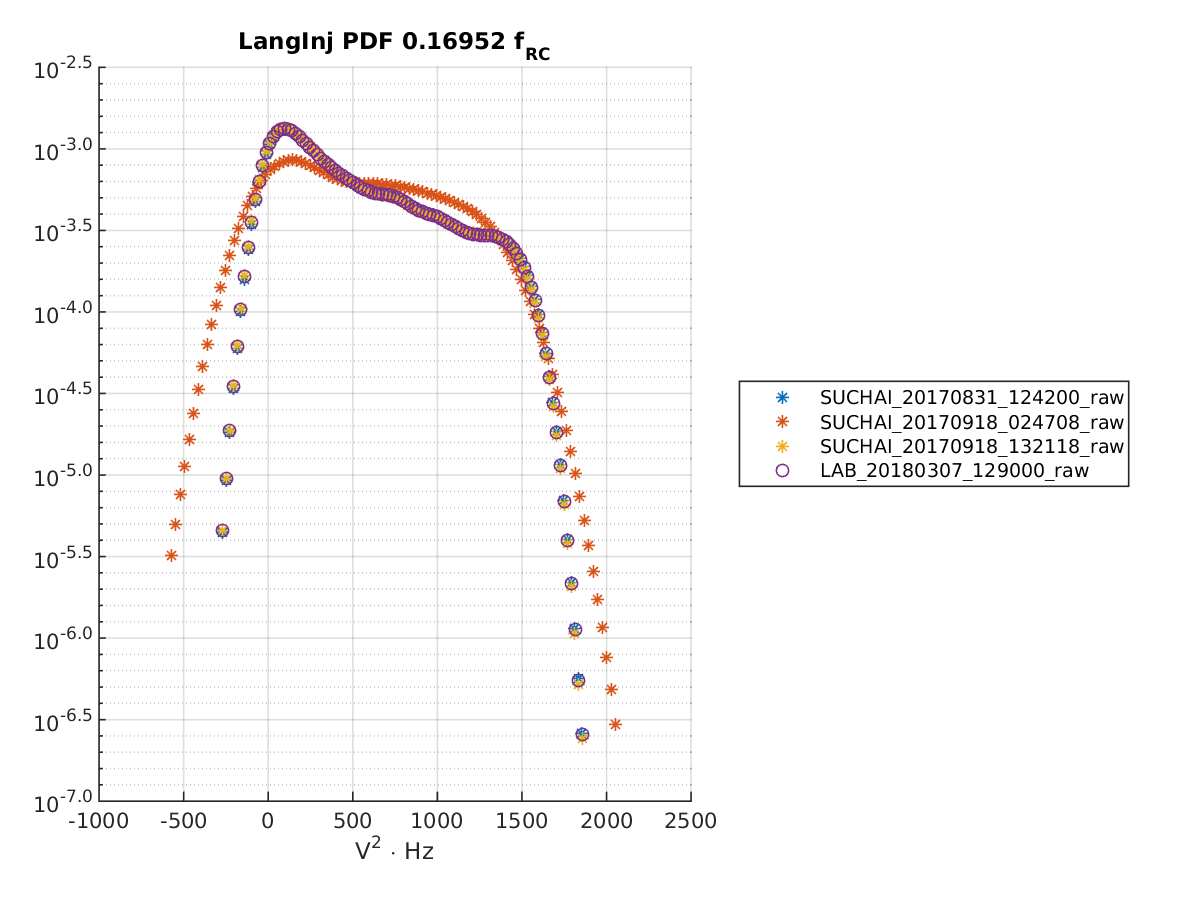 LangInj PDF 0.16952 f_RC
10^-2.5
10^-3.0
10^-3.5
10^-4.0
10^-4.5
10^-5.0
10^-5.5
10^-6.0
10^-6.5
10^-7.0
-1000 -500 0 500 1000 1500 2000 2500
V^2 · Hz
SUCHAI_20170831_124200_raw
SUCHAI_20170918_024708_raw
SUCHAI_20170918_132118_raw
LAB_20180307_129000_raw